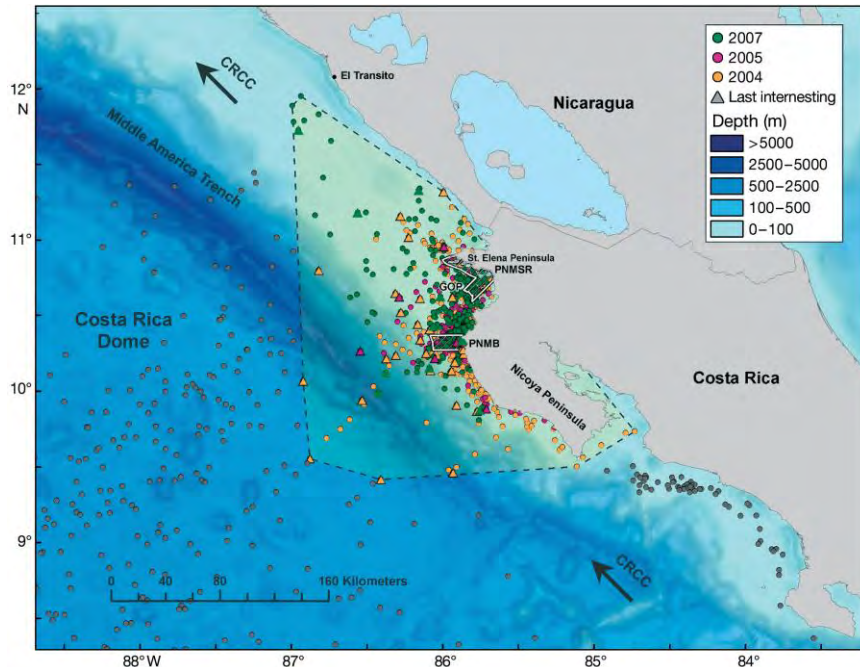 2007
2005
2004
Last internesting
Depth (m)
>5000
2500–5000
500–2500
100–500
0–100
12°
N
11°
10°
9°
CRCC
El Transito
Nicaragua
Middle America Trench
St. Elena Peninsula
PNMSR
GOP
PNMB
Costa Rica
Dome
Nicoya Peninsula
Costa Rica
CRCC
0 40 80 160 Kilometers
88°W
87°
86°
85°
84°